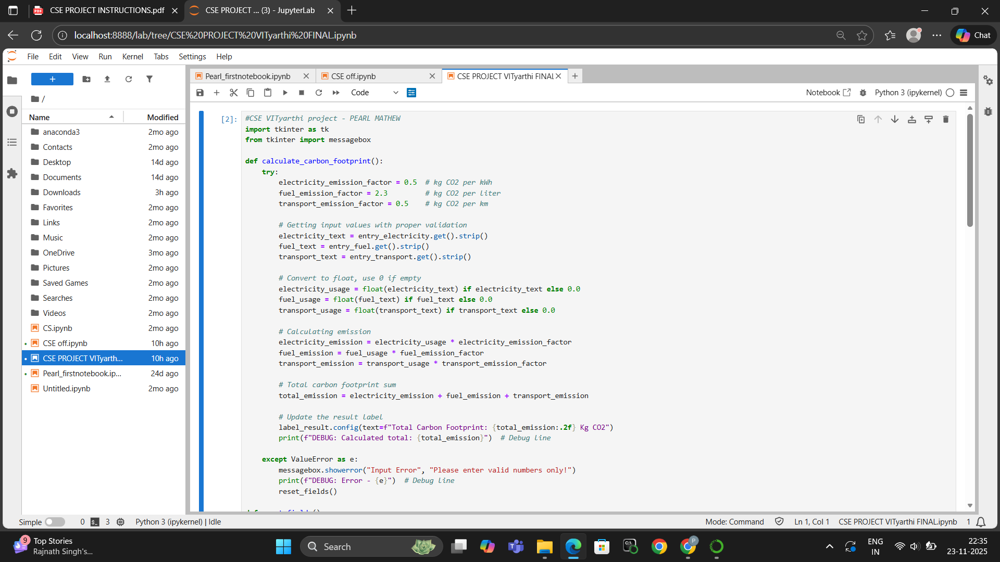 CSE PROJECT INSTRUCTIONS.pdf
CSE PROJECT ... (3) - JupyterLab
localhost:8888/lab/tree/CSE%20PROJECT%20VITyarthi%20FINAL.ipynb
Chat
File Edit View Run Kernel Tabs Settings Help
Pearl_firstnotebook.ipynb
CSE off.ipynb
CSE PROJECT VITyarthi FINAL
Code
Notebook
Python 3 (ipykernel)
/
Name Modified
anaconda3 2mo ago
Contacts 2mo ago
Desktop 14d ago
Documents 14d ago
Downloads 3h ago
Favorites 2mo ago
Links 2mo ago
Music 2mo ago
OneDrive 3mo ago
Pictures 2mo ago
Saved Games 2mo ago
Searches 2mo ago
Videos 2mo ago
CS.ipynb 2mo ago
CSE off.ipynb 10h ago
CSE PROJECT VITyarth... 10h ago
Pearl_firstnotebook.ip... 24d ago
Untitled.ipynb 2mo ago
[2]:
#CSE VITyarthi project - PEARL MATHEW
import tkinter as tk
from tkinter import messagebox
def calculate_carbon_footprint():
try:
electricity_emission_factor = 0.5 # kg CO2 per kWh
fuel_emission_factor = 2.3 # kg CO2 per liter
transport_emission_factor = 0.5 # kg CO2 per km
# Getting input values with proper validation
electricity_text = entry_electricity.get().strip()
fuel_text = entry_fuel.get().strip()
transport_text = entry_transport.get().strip()
# Convert to float, use 0 if empty
electricity_usage = float(electricity_text) if electricity_text else 0.0
fuel_usage = float(fuel_text) if fuel_text else 0.0
transport_usage = float(transport_text) if transport_text else 0.0
# Calculating emission
electricity_emission = electricity_usage * electricity_emission_factor
fuel_emission = fuel_usage * fuel_emission_factor
transport_emission = transport_usage * transport_emission_factor
# Total carbon footprint sum
total_emission = electricity_emission + fuel_emission + transport_emission
# Update the result label
label_result.config(text=f"Total Carbon Footprint: {total_emission:.2f} Kg CO2")
print(f"DEBUG: Calculated total: {total_emission}") # Debug line
except ValueError as e:
messagebox.showerror("Input Error", "Please enter valid numbers only!")
print(f"DEBUG: Error - {e}") # Debug line
reset_fields()
Simple 0 3 Python 3 (ipykernel) | Idle
Mode: Command Ln 1, Col 1 CSE PROJECT VITyarthi FINAL.ipynb 1
9
Top Stories
Rajnath Singh's...
Search
P
ENG
IN
22:35
23-11-2025